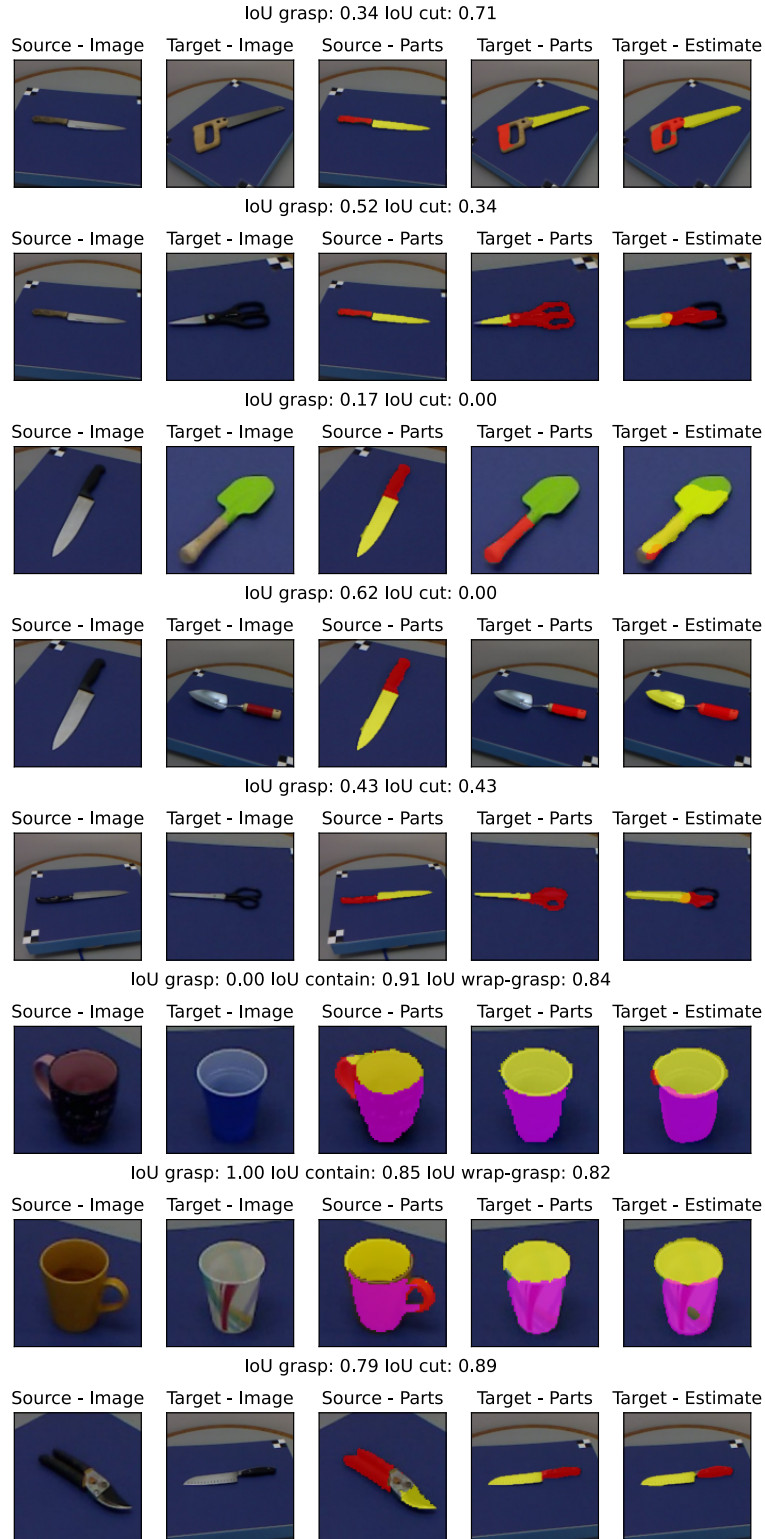 IoU grasp: 0.34 IoU cut: 0.71
Source - Image Target - Image Source - Parts Target - Parts Target - Estimate
IoU grasp: 0.52 IoU cut: 0.34
Source - Image Target - Image Source - Parts Target - Parts Target - Estimate
IoU grasp: 0.17 IoU cut: 0.00
Source - Image Target - Image Source - Parts Target - Parts Target - Estimate
IoU grasp: 0.62 IoU cut: 0.00
Source - Image Target - Image Source - Parts Target - Parts Target - Estimate
IoU grasp: 0.43 IoU cut: 0.43
Source - Image Target - Image Source - Parts Target - Parts Target - Estimate
IoU grasp: 0.00 IoU contain: 0.91 IoU wrap-grasp: 0.84
Source - Image Target - Image Source - Parts Target - Parts Target - Estimate
IoU grasp: 1.00 IoU contain: 0.85 IoU wrap-grasp: 0.82
Source - Image Target - Image Source - Parts Target - Parts Target - Estimate
IoU grasp: 0.79 IoU cut: 0.89
Source - Image Target - Image Source - Parts Target - Parts Target - Estimate